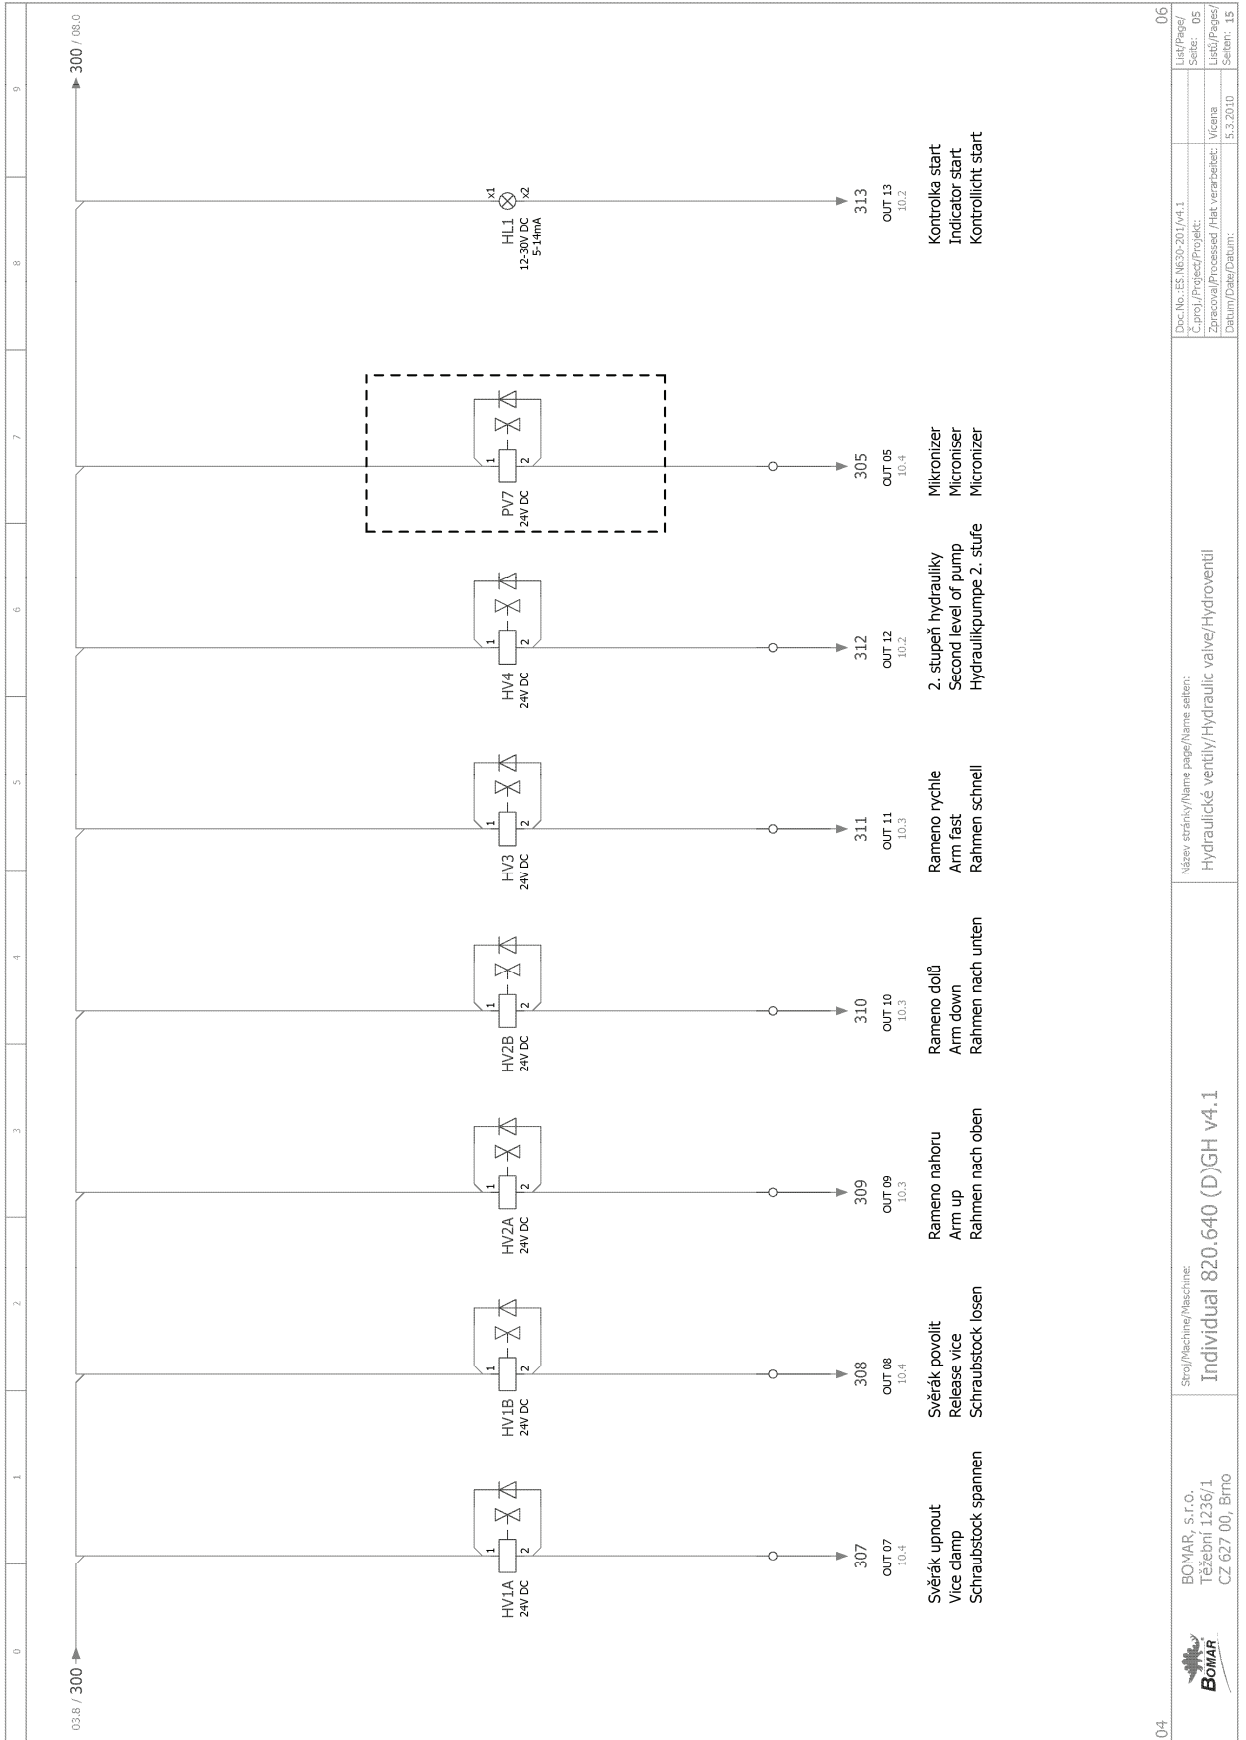 0
1
2
3
4
5
6
7
8
9
03.8 / 300
300 / 08.0
HV1A
24V DC
1
2
307
OUT 07
10.4
Svěrák upnout
Vice clamp
Schraubstock spannen
HV1B
24V DC
1
2
308
OUT 08
10.4
Svěrák povolit
Release vice
Schraubstock losen
HV2A
24V DC
1
2
309
OUT 09
10.3
Rameno nahoru
Arm up
Rahmen nach oben
HV2B
24V DC
1
2
310
OUT 10
10.3
Rameno dolů
Arm down
Rahmen nach unten
HV3
24V DC
1
2
311
OUT 11
10.3
Rameno rychle
Arm fast
Rahmen schnell
HV4
24V DC
1
2
312
OUT 12
10.2
2. stupeň hydrauliky
Second level of pump
Hydraulikpumpe 2. stufe
PV7
24V DC
1
2
305
OUT 05
10.4
Mikronizer
Microniser
Micronizer
HL1
12-30V DC
5-14mA
x1
x2
313
OUT 13
10.2
Kontrolka start
Indicator start
Kontrollicht start
04
06
BOMAR
BOMAR, s.r.o.
Těžební 1236/1
CZ 627 00, Brno
Stroj/Machine/Maschine:
Individual 820.640 (D)GH v4.1
Název stránky/Name page/Name seiten:
Hydraulické ventily/Hydraulic valve/Hydroventil
Doc.No.:ES.N630-201/v4.1
Č.proj./Project/Projekt:
Zpracoval/Processed /Hat verarbeitet: Vícena
Datum/Date/Datum: 5.3.2010
List/Page/
Seite: 05
Listů/Pages/
Seiten: 15